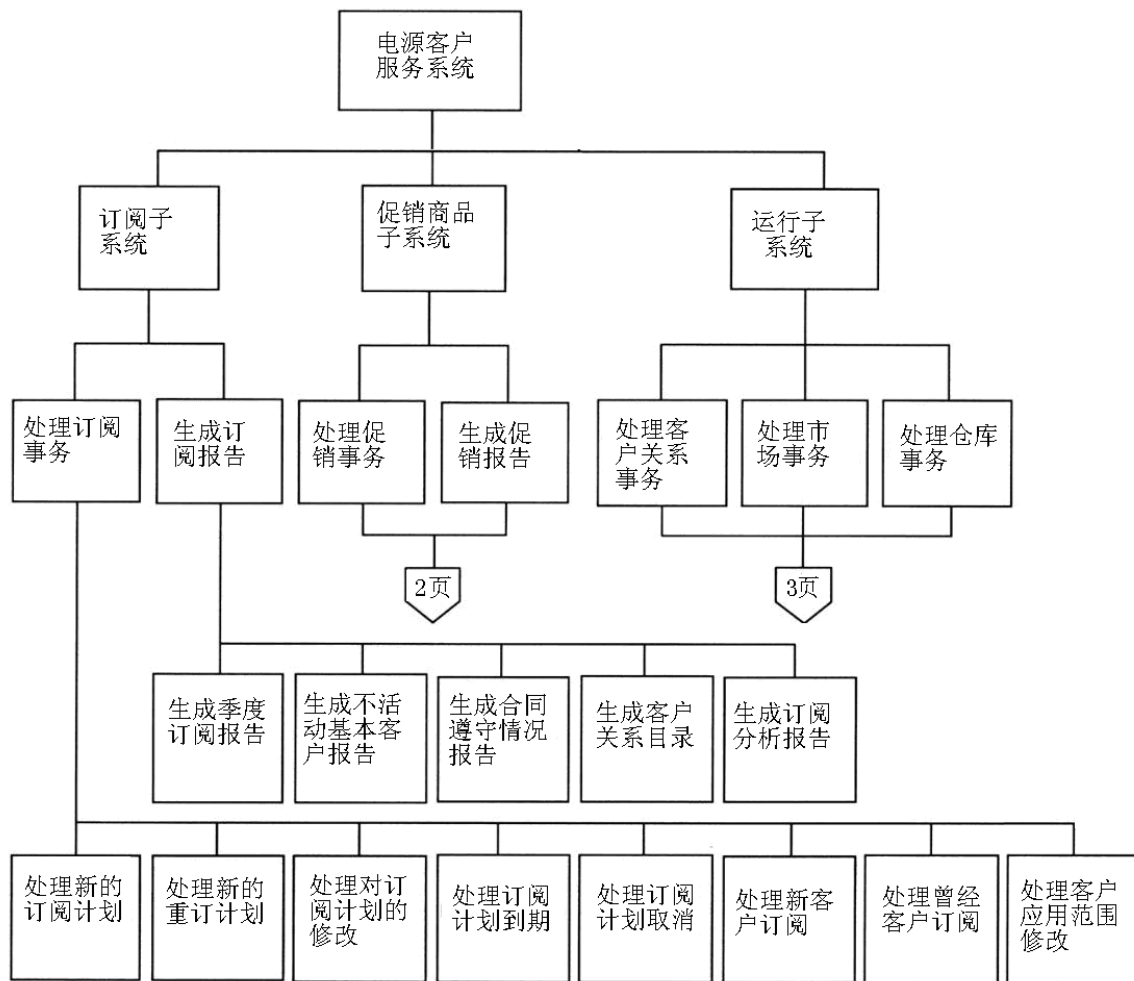 电源客户
服务系统
订阅子
系统
促销商品
子系统
运行子
系统
处理订阅
事务
生成订
阅报告
处理促
销事务
生成促
销报告
处理客
户关系
事务
处理市
场事务
处理仓库
事务
2页
3页
生成季度
订阅报告
生成不活
动基本客
户报告
生成合同
遵守情况
报告
生成客户
关系目录
生成订阅
分析报告
处理新的
订阅计划
处理新的
重订计划
处理对订
阅计划的
修改
处理订阅
计划到期
处理订阅
计划取消
处理新客
户订阅
处理曾经
客户订阅
处理客户
应用范围
修改